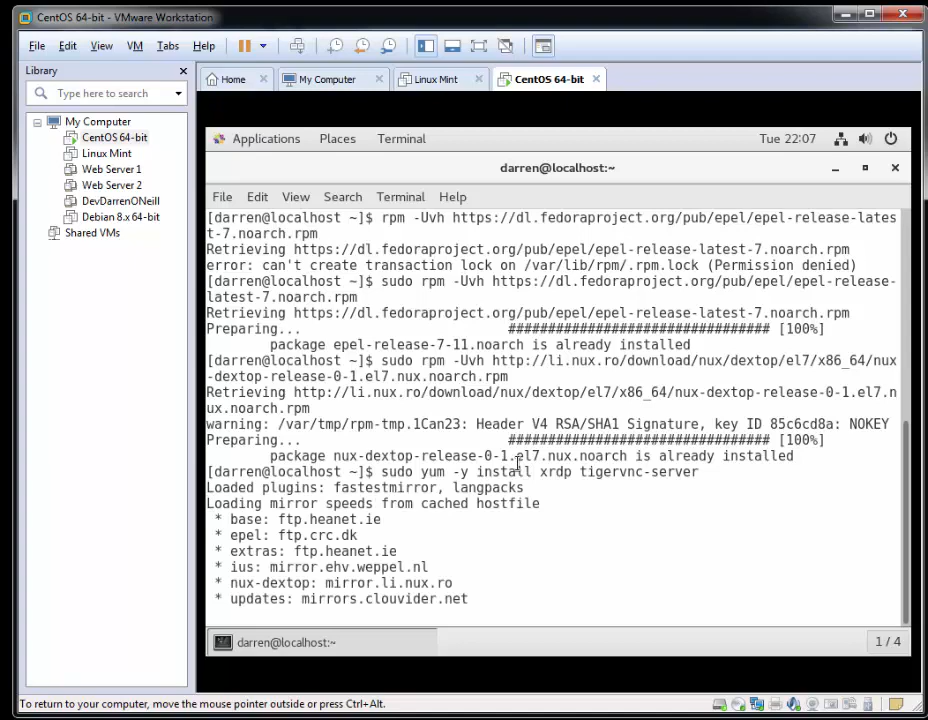 CentOS 64-bit - VMware Workstation
File Edit View VM Tabs Help
Library
Type here to search
My Computer
CentOS 64-bit
Linux Mint
Web Server 1
Web Server 2
DevDarrenONeill
Debian 8.x 64-bit
Shared VMs
Home My Computer Linux Mint CentOS 64-bit
Applications Places Terminal Tue 22:07
darren@localhost:~
File Edit View Search Terminal Help
[darren@localhost ~]$ rpm -Uvh https://dl.fedoraproject.org/pub/epel/epel-release-lates
t-7.noarch.rpm
Retrieving https://dl.fedoraproject.org/pub/epel/epel-release-latest-7.noarch.rpm
error: can't create transaction lock on /var/lib/rpm/.rpm.lock (Permission denied)
[darren@localhost ~]$ sudo rpm -Uvh https://dl.fedoraproject.org/pub/epel/epel-release-
latest-7.noarch.rpm
Retrieving https://dl.fedoraproject.org/pub/epel/epel-release-latest-7.noarch.rpm
Preparing... ################################# [100%]
package epel-release-7-11.noarch is already installed
[darren@localhost ~]$ sudo rpm -Uvh http://li.nux.ro/download/nux/dextop/el7/x86_64/nux
-dextop-release-0-1.el7.nux.noarch.rpm
Retrieving http://li.nux.ro/download/nux/dextop/el7/x86_64/nux-dextop-release-0-1.el7.n
ux.noarch.rpm
warning: /var/tmp/rpm-tmp.1Can23: Header V4 RSA/SHA1 Signature, key ID 85c6cd8a: NOKEY
Preparing... ################################# [100%]
package nux-dextop-release-0-1.el7.nux.noarch is already installed
[darren@localhost ~]$ sudo yum -y install xrdp tigervnc-server
Loaded plugins: fastestmirror, langpacks
Loading mirror speeds from cached hostfile
* base: ftp.heanet.ie
* epel: ftp.crc.dk
* extras: ftp.heanet.ie
* ius: mirror.ehv.weppel.nl
* nux-dextop: mirror.li.nux.ro
* updates: mirrors.clouvider.net
darren@localhost:~ 1 / 4
To return to your computer, move the mouse pointer outside or press Ctrl+Alt.